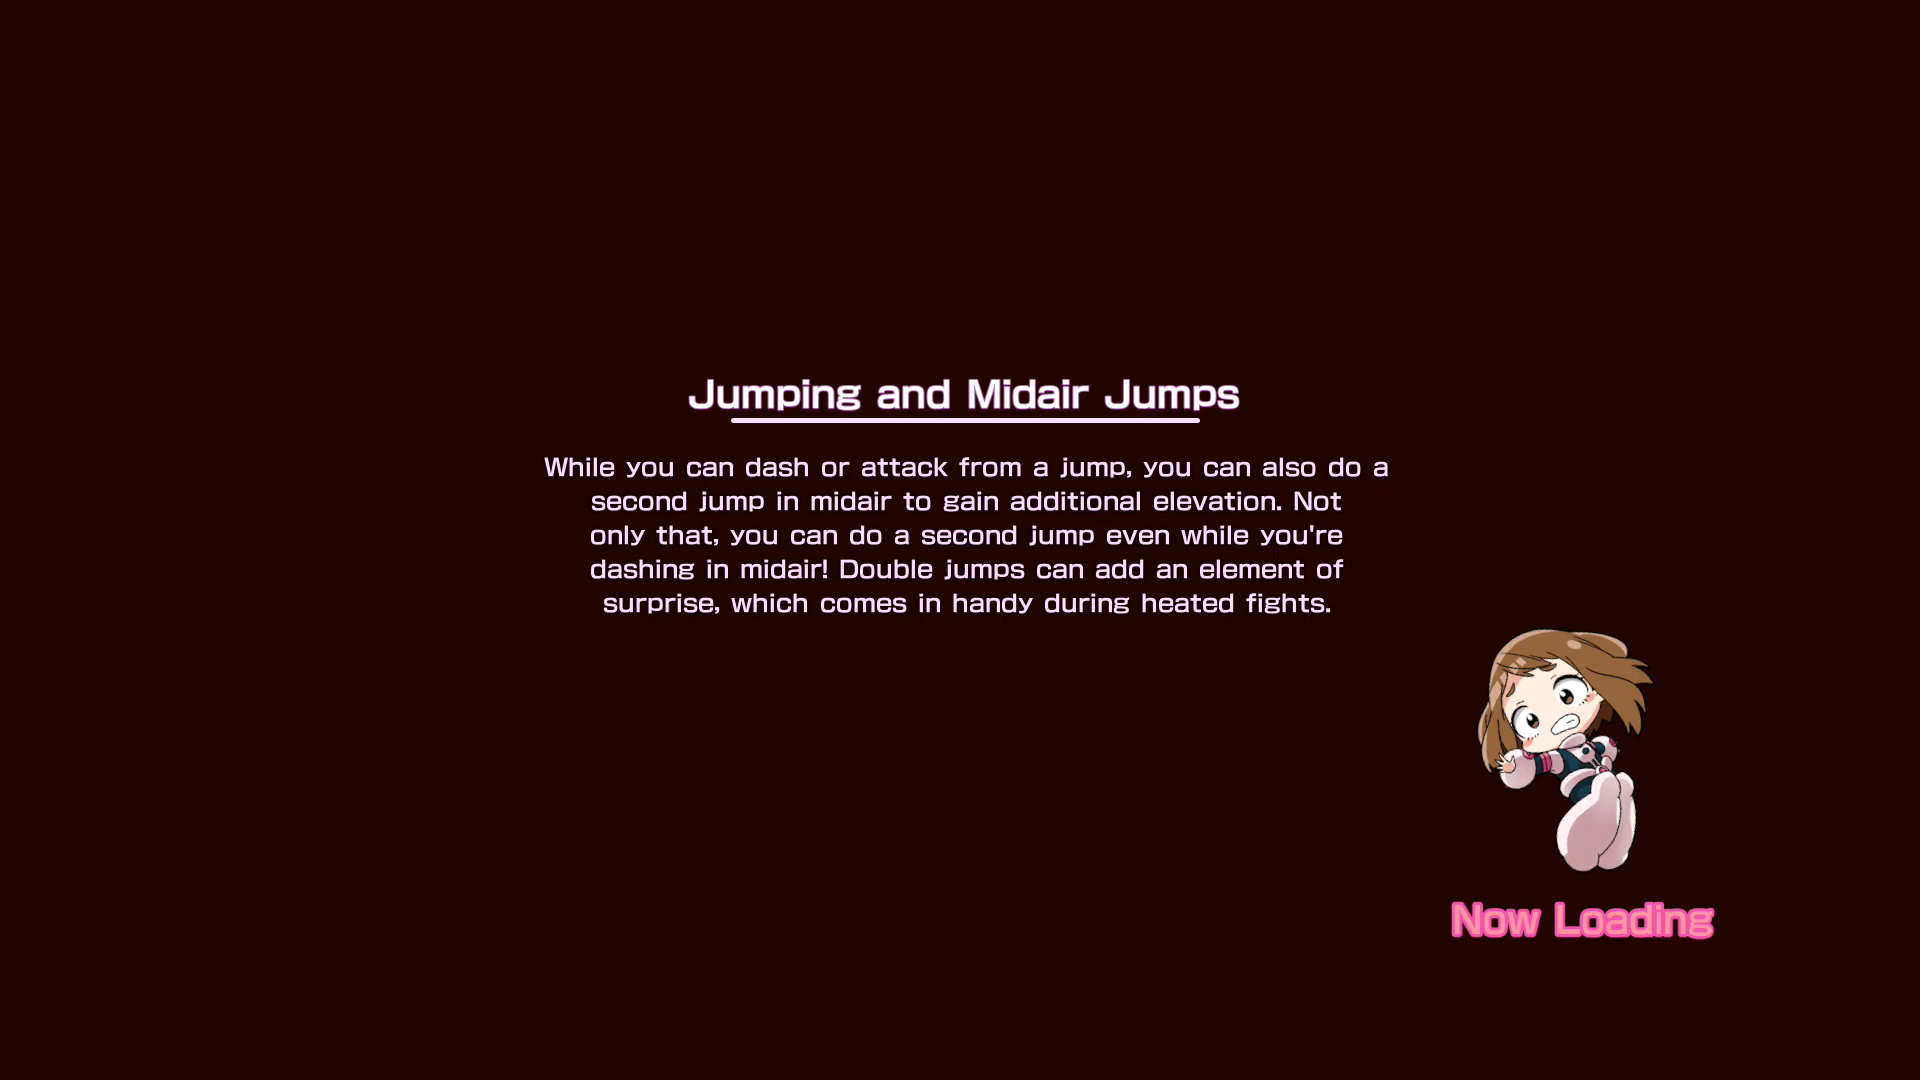 Jumping and Midair Jumps
While you can dash or attack from a jump, you can also do a
second jump in midair to gain additional elevation. Not
only that, you can do a second jump even while you're
dashing in midair! Double jumps can add an element of
surprise, which comes in handy during heated fights.
Now Loading